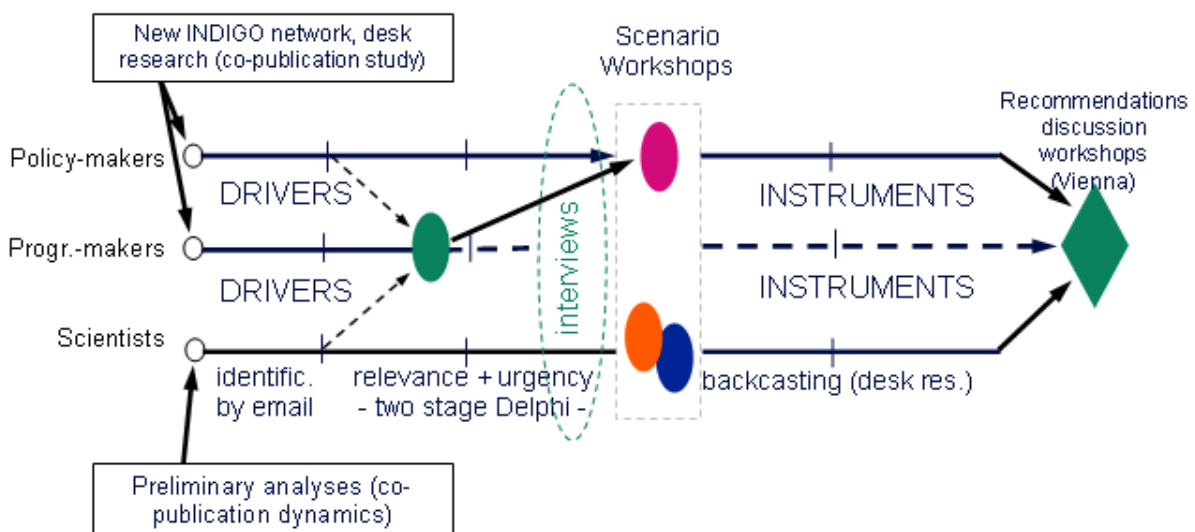 New INDIGO network, desk
research (co-publication study)
Scenario
Workshops
Recommendations
discussion
workshops
(Vienna)
Policy-makers
DRIVERS
INSTRUMENTS
interviews
Progr.-makers
DRIVERS
INSTRUMENTS
Scientists
identific.
by email
relevance + urgency
- two stage Delphi -
backcasting (desk res.)
Preliminary analyses (co-
publication dynamics)